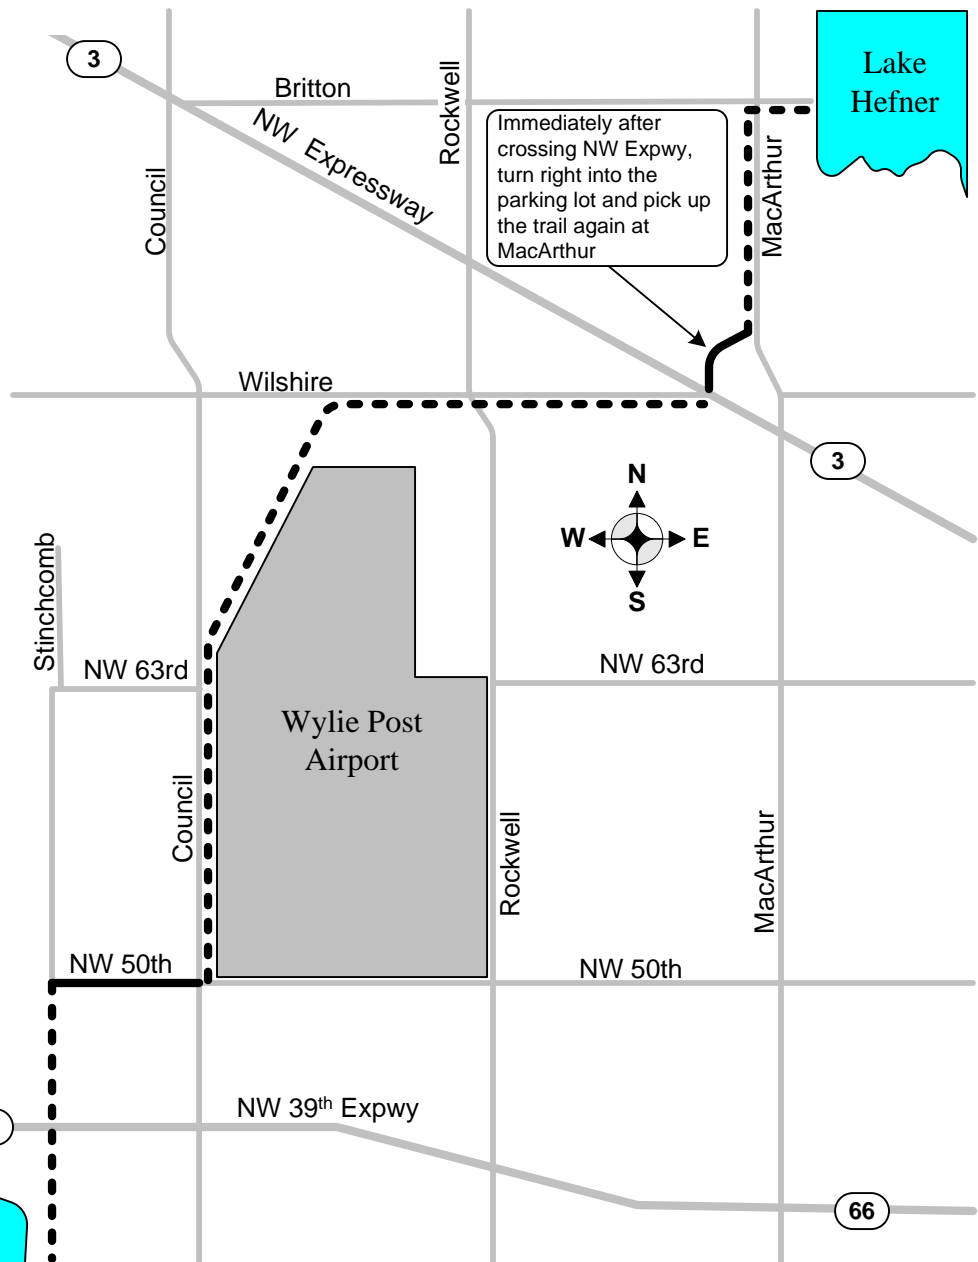 3
Lake
Hefner
Britton
Rockwell
NW Expressway
Immediately after
crossing NW Expwy,
turn right into the
parking lot and pick up
the trail again at
MacArthur
MacArthur
Council
Wilshire
3
N
W E
S
Stinchcomb
NW 63rd
NW 63rd
Wylie Post
Airport
Council
Rockwell
MacArthur
NW 50th
NW 50th
NW 39th Expwy
66